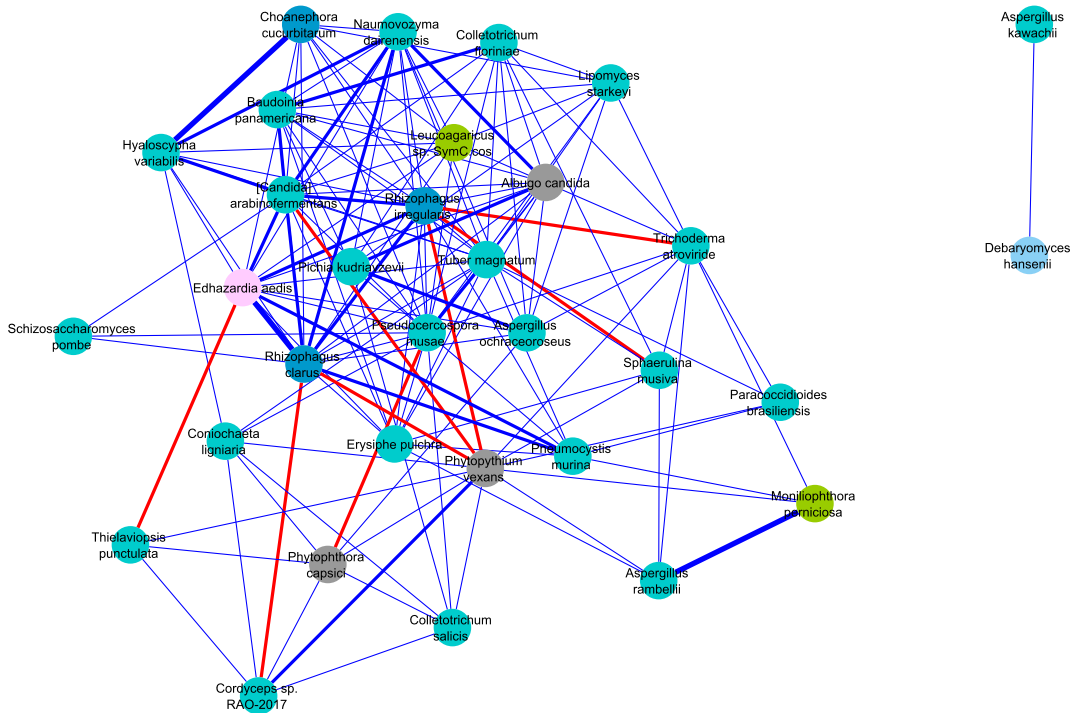 Choanephora
cucurbitarum
Naumovozyma
dairenensis
Colletotrichum
fioriniae
Aspergillus
kawachii
Lipomyces
starkeyi
Baudoinia
panamericana
Leucoagaricus
sp. SymC.cos
Hyaloscypha
variabilis
[Candida]
arabinofermentans
Albugo candida
Rhizophagus
irregularis
Trichoderma
atroviride
Debaryomyces
hansenii
Pichia kudriavzevii
Tuber magnatum
Edhazardia aedis
Schizosaccharomyces
pombe
Pseudocercospora
musae
Aspergillus
ochraceoroseus
Rhizophagus
clarus
Sphaerulina
musiva
Paracoccidioides
brasiliensis
Coniochaeta
ligniaria
Erysiphe pulchra
Phytopythium
vexans
Pneumocystis
murina
Moniliophthora
perniciosa
Thielaviopsis
punctulata
Phytophthora
capsici
Aspergillus
rambellii
Colletotrichum
salicis
Cordyceps sp.
RAO-2017